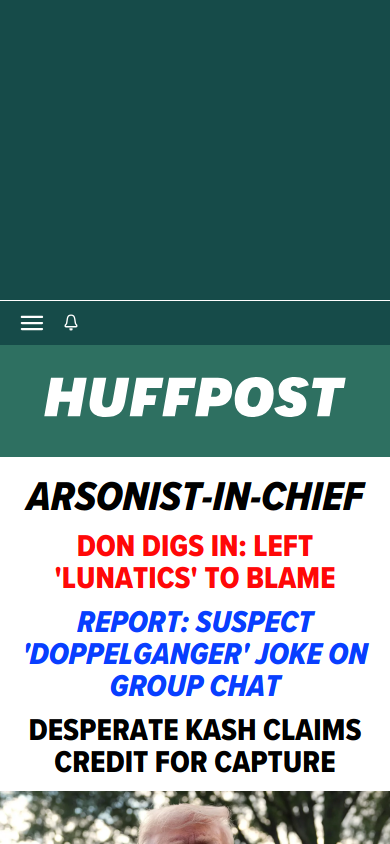 HUFFPOST
ARSONIST-IN-CHIEF
DON DIGS IN: LEFT
'LUNATICS' TO BLAME
REPORT: SUSPECT
'DOPPELGANGER' JOKE ON
GROUP CHAT
DESPERATE KASH CLAIMS
CREDIT FOR CAPTURE